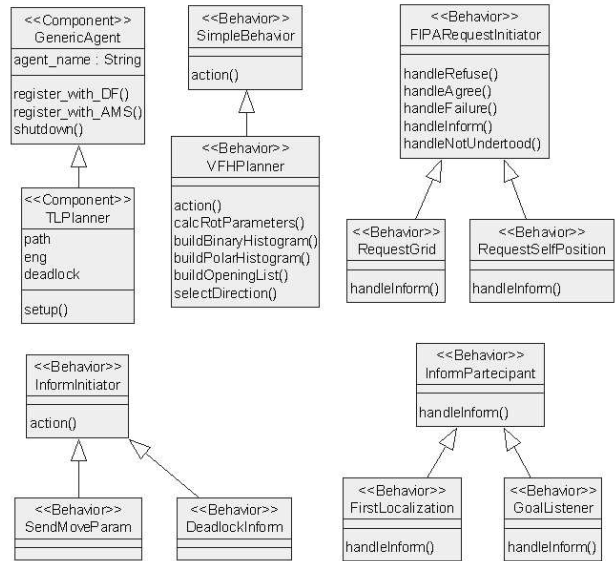 <<Component>>
GenericAgent
agent_name : String
register_with_DF()
register_with_AMS()
shutdown()
<<Behavior>>
SimpleBehavior
action()
<<Behavior>>
FIPARequestInitiator
handleRefuse()
handleAgree()
handleFailure()
handleInform()
handleNotUndertood()
<<Component>>
TLPlanner
path
eng
deadlock
setup()
<<Behavior>>
VFHPlanner
action()
calcRotParameters()
buildBinaryHistogram()
buildPolarHistogram()
buildOpeningList()
selectDirection()
<<Behavior>>
RequestGrid
handleInform()
<<Behavior>>
RequestSelfPosition
handleInform()
<<Behavior>>
InformInitiator
action()
<<Behavior>>
InformPartecipant
handleInform()
<<Behavior>>
SendMoveParam
<<Behavior>>
DeadlockInform
<<Behavior>>
FirstLocalization
handleInform()
<<Behavior>>
GoalListener
handleInform()